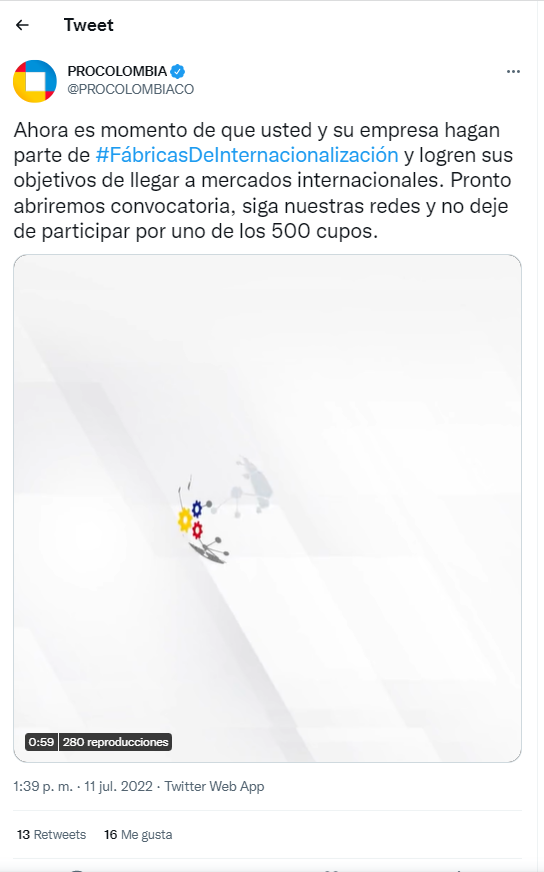 Tweet
PROCOLOMBIA
@PROCOLOMBIACO
Ahora es momento de que usted y su empresa hagan
parte de #FábricasDeInternacionalización y logren sus
objetivos de llegar a mercados internacionales. Pronto
abriremos convocatoria, siga nuestras redes y no deje
de participar por uno de los 500 cupos.
0:59 280 reproducciones
1:39 p. m. · 11 jul. 2022 · Twitter Web App
13 Retweets 16 Me gusta